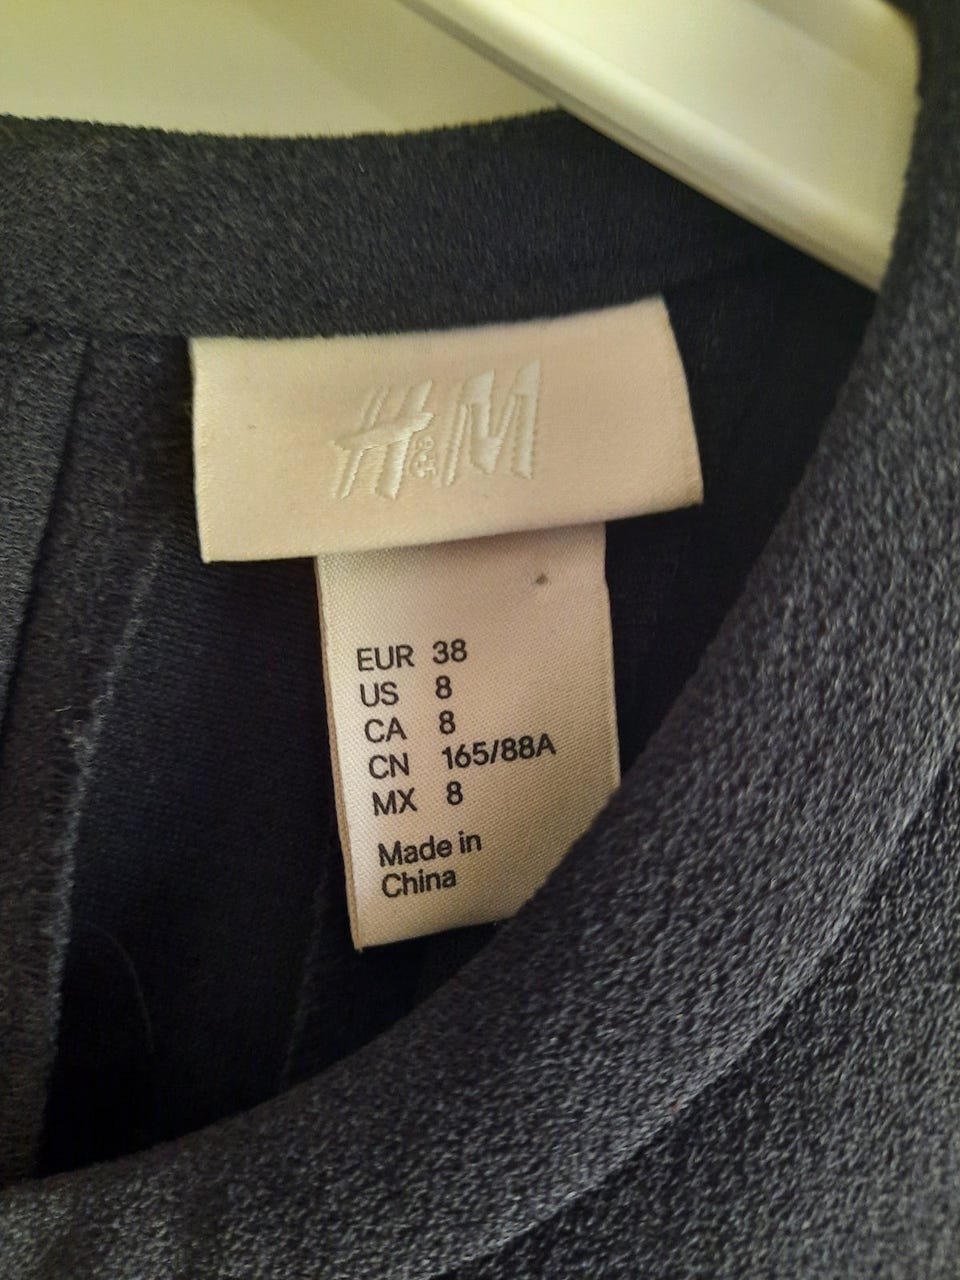 H&M
EUR 38
US 8
CA 8
CN 165/88A
MX 8
Made in
China